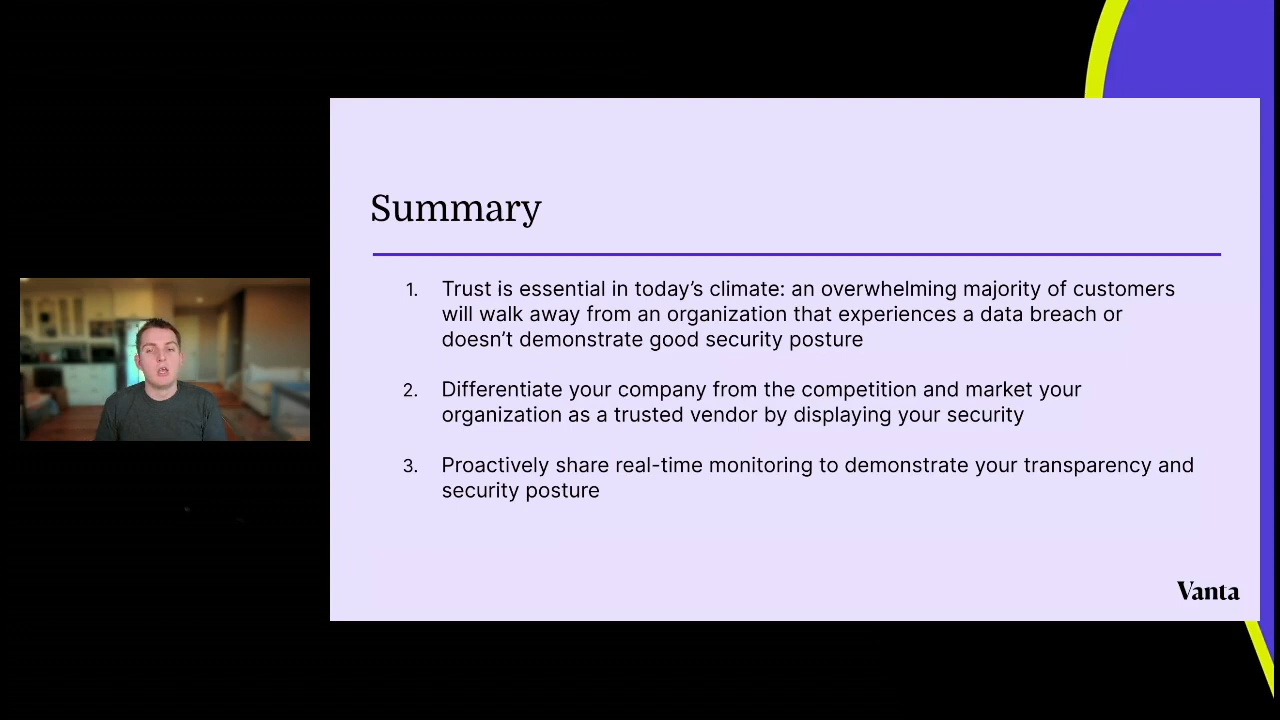 Summary
1. Trust is essential in today’s climate: an overwhelming majority of customers
will walk away from an organization that experiences a data breach or
doesn’t demonstrate good security posture
2. Differentiate your company from the competition and market your
organization as a trusted vendor by displaying your security
3. Proactively share real-time monitoring to demonstrate your transparency and
security posture
Vanta